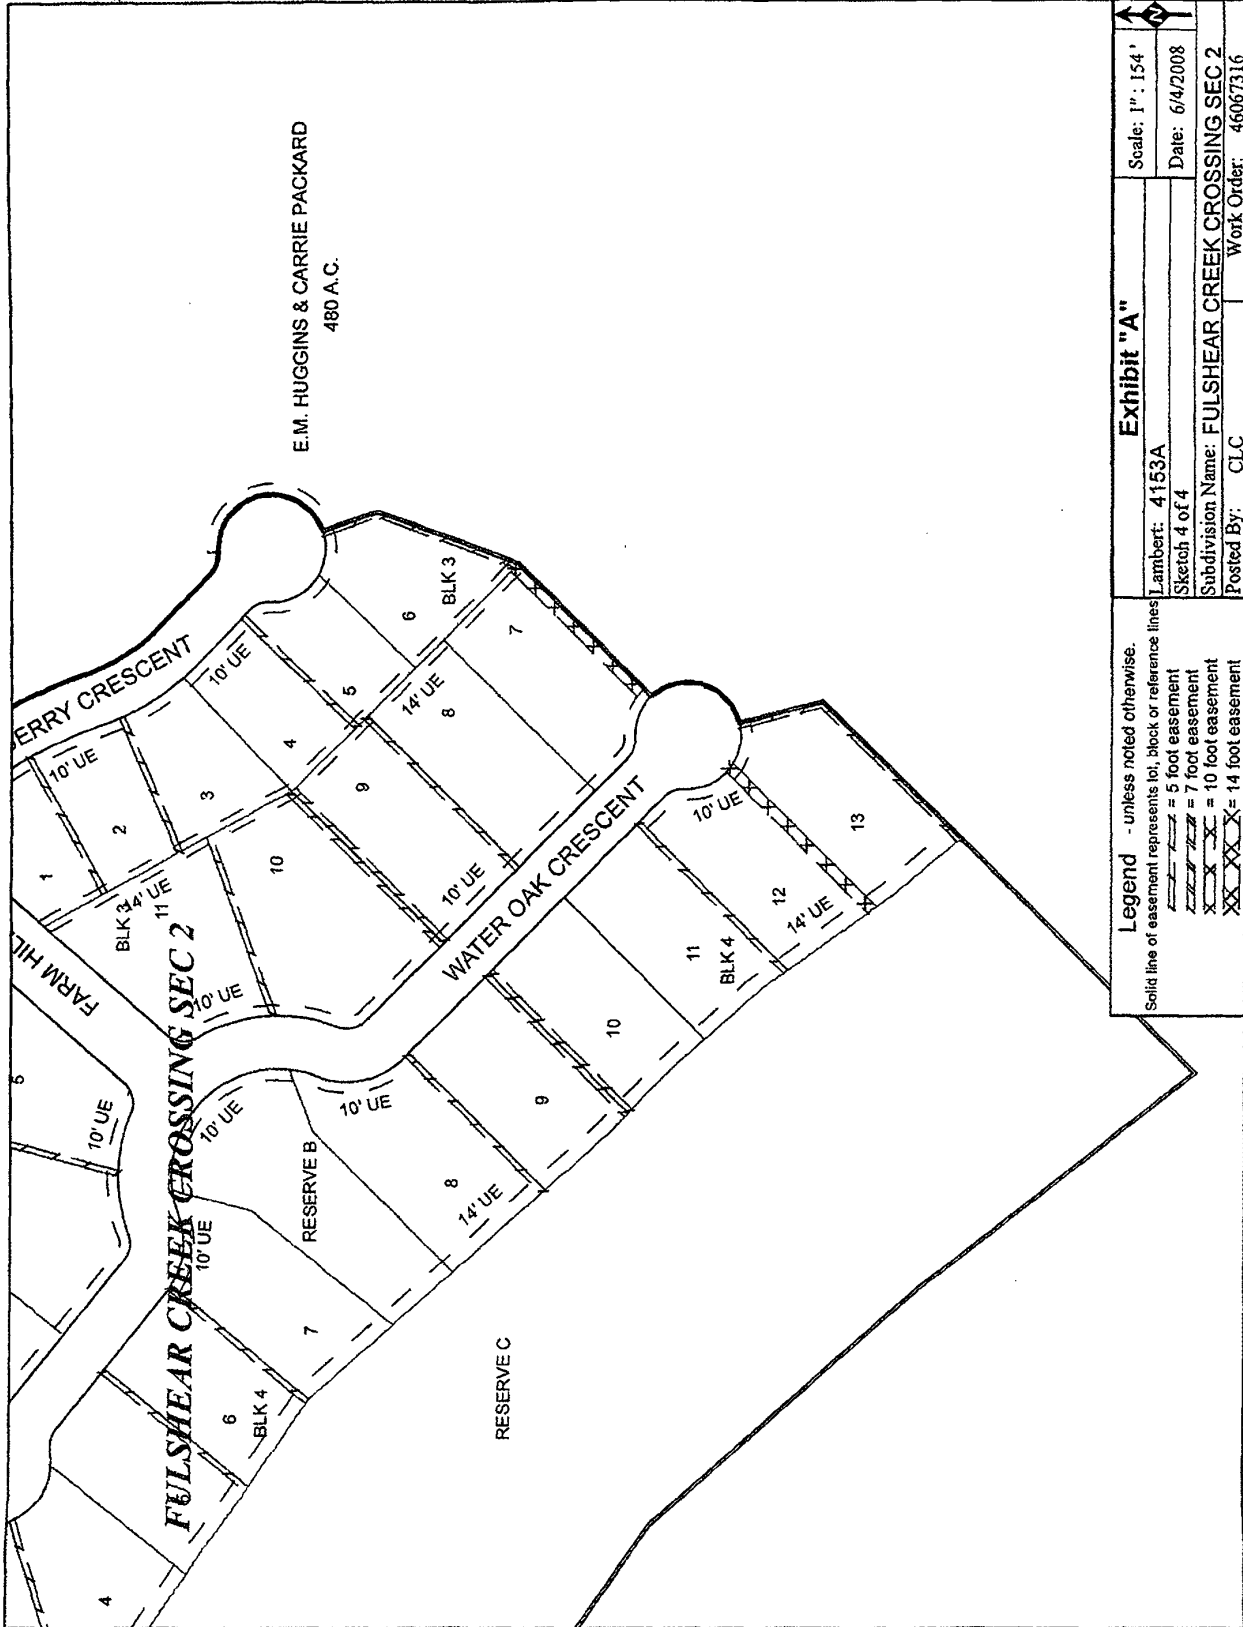 E.M. HUGGINS & CARRIE PACKARD
480 A.C.
ERRY CRESCENT
10' UE
10' UE
1
2
3
4
5
6
BLK 3
7
8
14' UE
9
10
BLK 3
14' UE
11
FARM HIL
10' UE
10' UE
WATER OAK CRESCENT
10' UE
13
12
14' UE
11
BLK 4
10
9
8
14' UE
10' UE
RESERVE B
10' UE
10' UE
5
10' UE
7
6
BLK 4
4
RESERVE C
FULSHEAR CREEK CROSSING SEC 2
Legend - unless noted otherwise.
Solid line of easement represents lot, block or reference lines
= 5 foot easement
= 7 foot easement
= 10 foot easement
= 14 foot easement
Exhibit "A"
Scale: 1" : 154'
N
Lambert: 4153A
Date: 6/4/2008
Sketch 4 of 4
Subdivision Name: FULSHEAR CREEK CROSSING SEC 2
Posted By: CLC
Work Order: 46067316